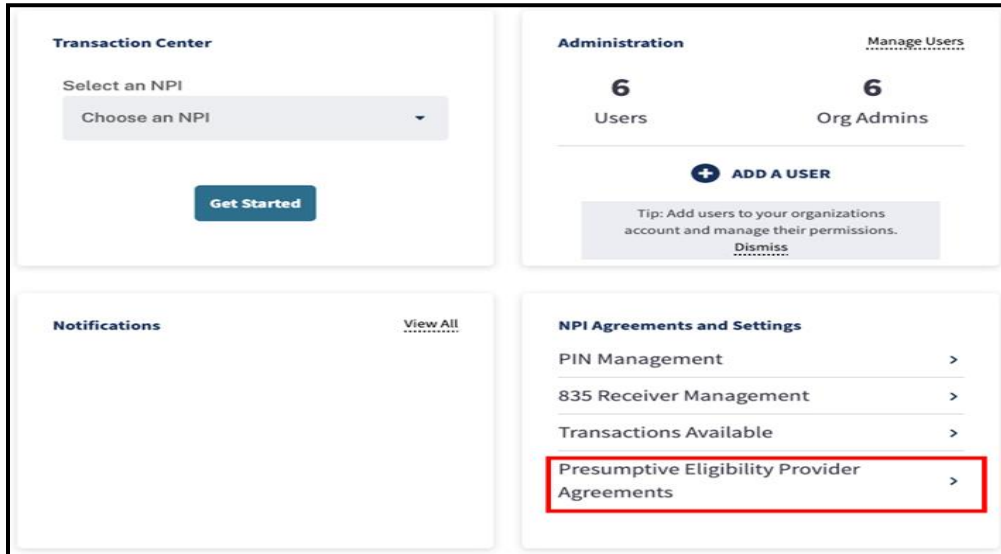 Transaction Center
Select an NPI
Choose an NPI
Get Started
Administration
Manage Users
6
6
Users
Org Admins
ADD A USER
Tip: Add users to your organizations
account and manage their permissions.
Dismiss
Notifications
View All
NPI Agreements and Settings
PIN Management
835 Receiver Management
Transactions Available
Presumptive Eligibility Provider
Agreements